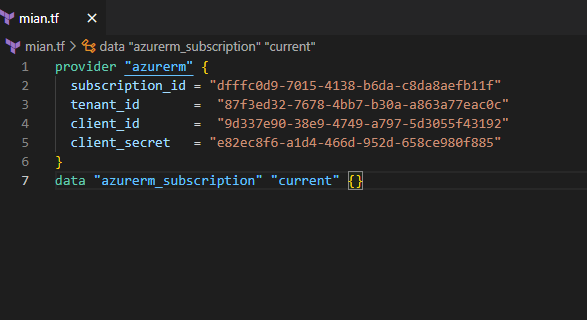 mian.tf ×
mian.tf > data "azurerm_subscription" "current"
1 provider "azurerm" {
2 subscription_id = "dfffc0d9-7015-4138-b6da-c8da8aefb11f"
3 tenant_id = "87f3ed32-7678-4bb7-b30a-a863a77eac0c"
4 client_id = "9d337e90-38e9-4749-a797-5d3055f43192"
5 client_secret = "e82ec8f6-a1d4-466d-952d-658ce980f885"
6 }
7 data "azurerm_subscription" "current" {}